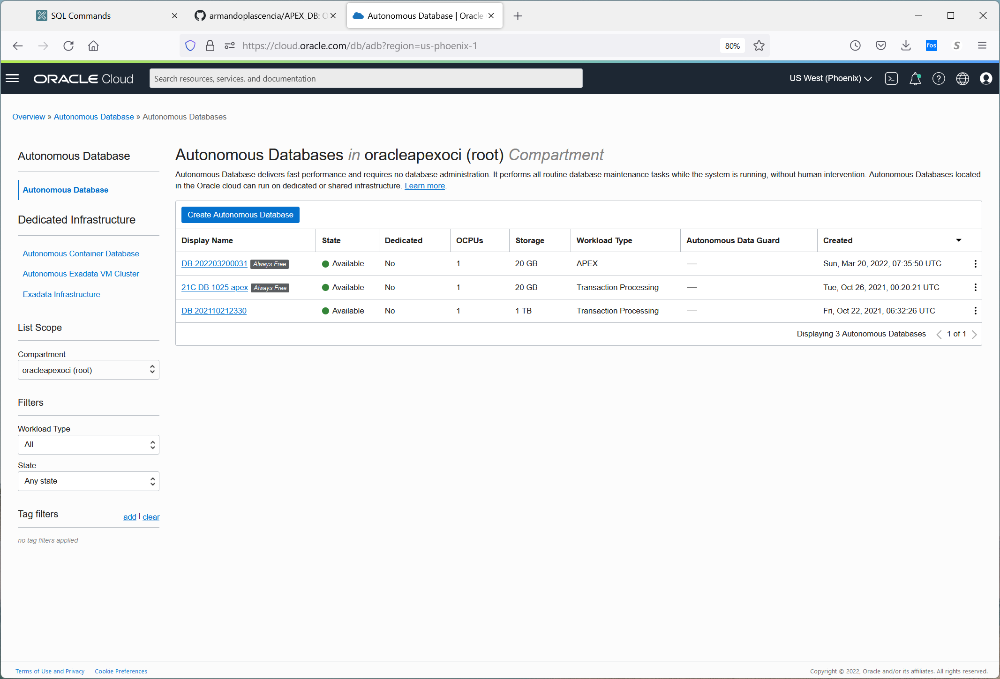 SQL Commands
armandoplascencia/APEX_DB: O
Autonomous Database | Oracle
https://cloud.oracle.com/db/adb?region=us-phoenix-1
80%
fos
S
ORACLE Cloud
Search resources, services, and documentation
US West (Phoenix)
Overview » Autonomous Database » Autonomous Databases
Autonomous Database
Autonomous Database
Dedicated Infrastructure
Autonomous Container Database
Autonomous Exadata VM Cluster
Exadata Infrastructure
List Scope
Compartment
oracleapexoci (root)
Filters
Workload Type
All
State
Any state
Tag filters
add | clear
no tag filters applied
Autonomous Databases in oracleapexoci (root) Compartment
Autonomous Database delivers fast performance and requires no database administration. It performs all routine database maintenance tasks while the system is running, without human intervention. Autonomous Databases located
in the Oracle cloud can run on dedicated or shared infrastructure. Learn more.
Create Autonomous Database
Display Name State Dedicated OCPUs Storage Workload Type Autonomous Data Guard Created
DB-202203200031 Always Free Available No 1 20 GB APEX — Sun, Mar 20, 2022, 07:35:50 UTC
21C DB 1025 apex Always Free Available No 1 20 GB Transaction Processing — Tue, Oct 26, 2021, 00:20:21 UTC
DB 202110212330 Available No 1 1 TB Transaction Processing — Fri, Oct 22, 2021, 06:32:26 UTC
Displaying 3 Autonomous Databases < 1 of 1 >
Terms of Use and Privacy Cookie Preferences
Copyright © 2022, Oracle and/or its affiliates. All rights reserved.